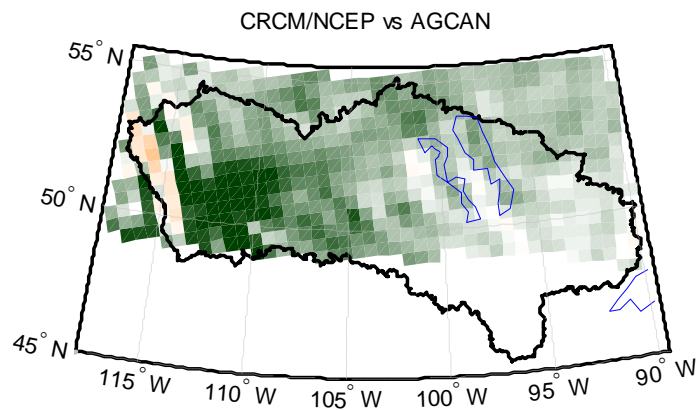 CRCM/NCEP vs AGCAN
55° N
50° N
45° N
115° W
110° W
105° W
100° W
95° W
90° W